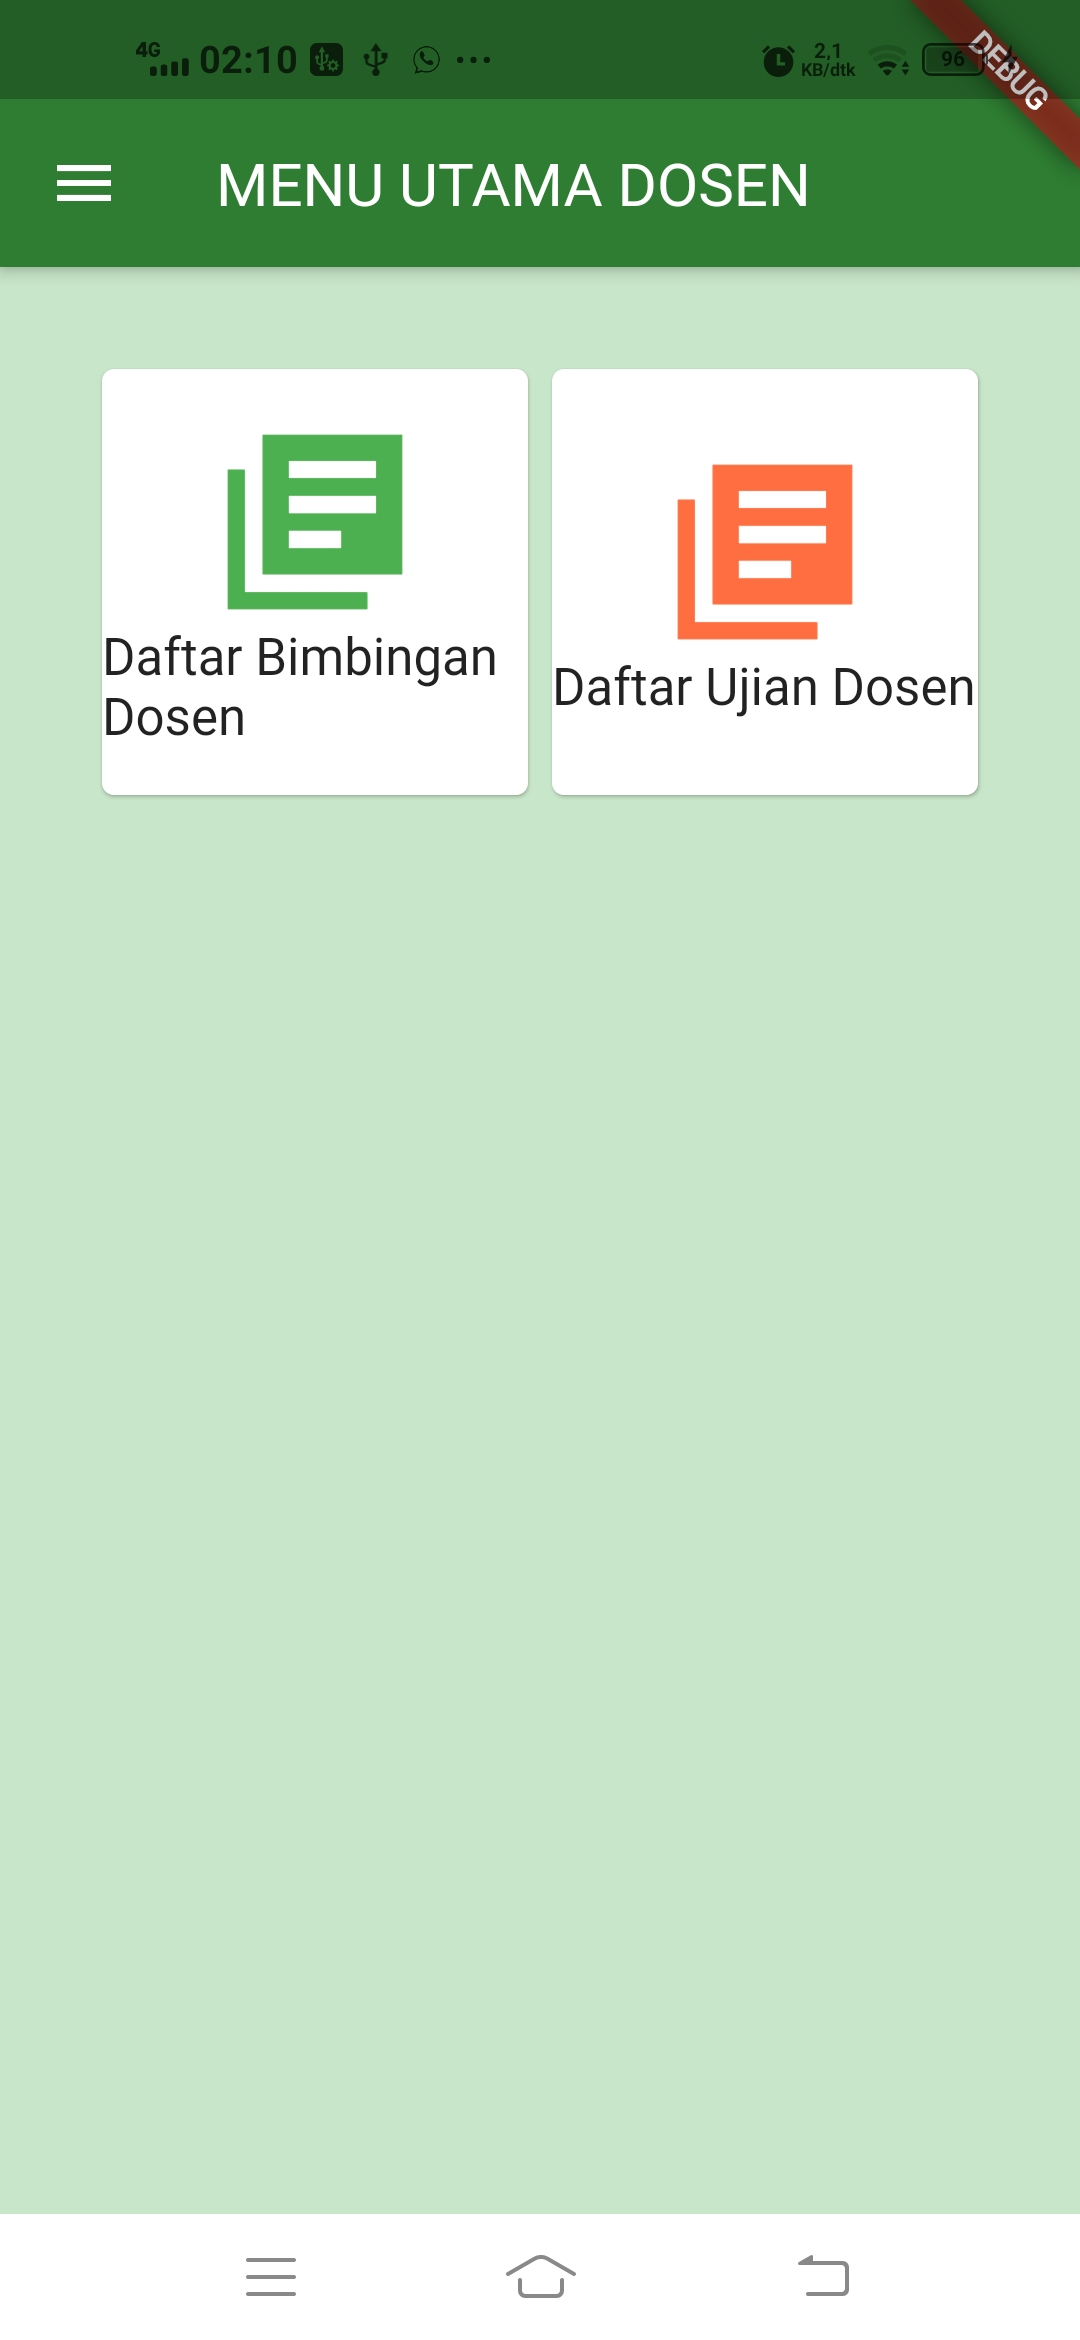 4G 02:10 2,1 KB/dtk 96
DEBUG
MENU UTAMA DOSEN
Daftar Bimbingan
Dosen
Daftar Ujian Dosen